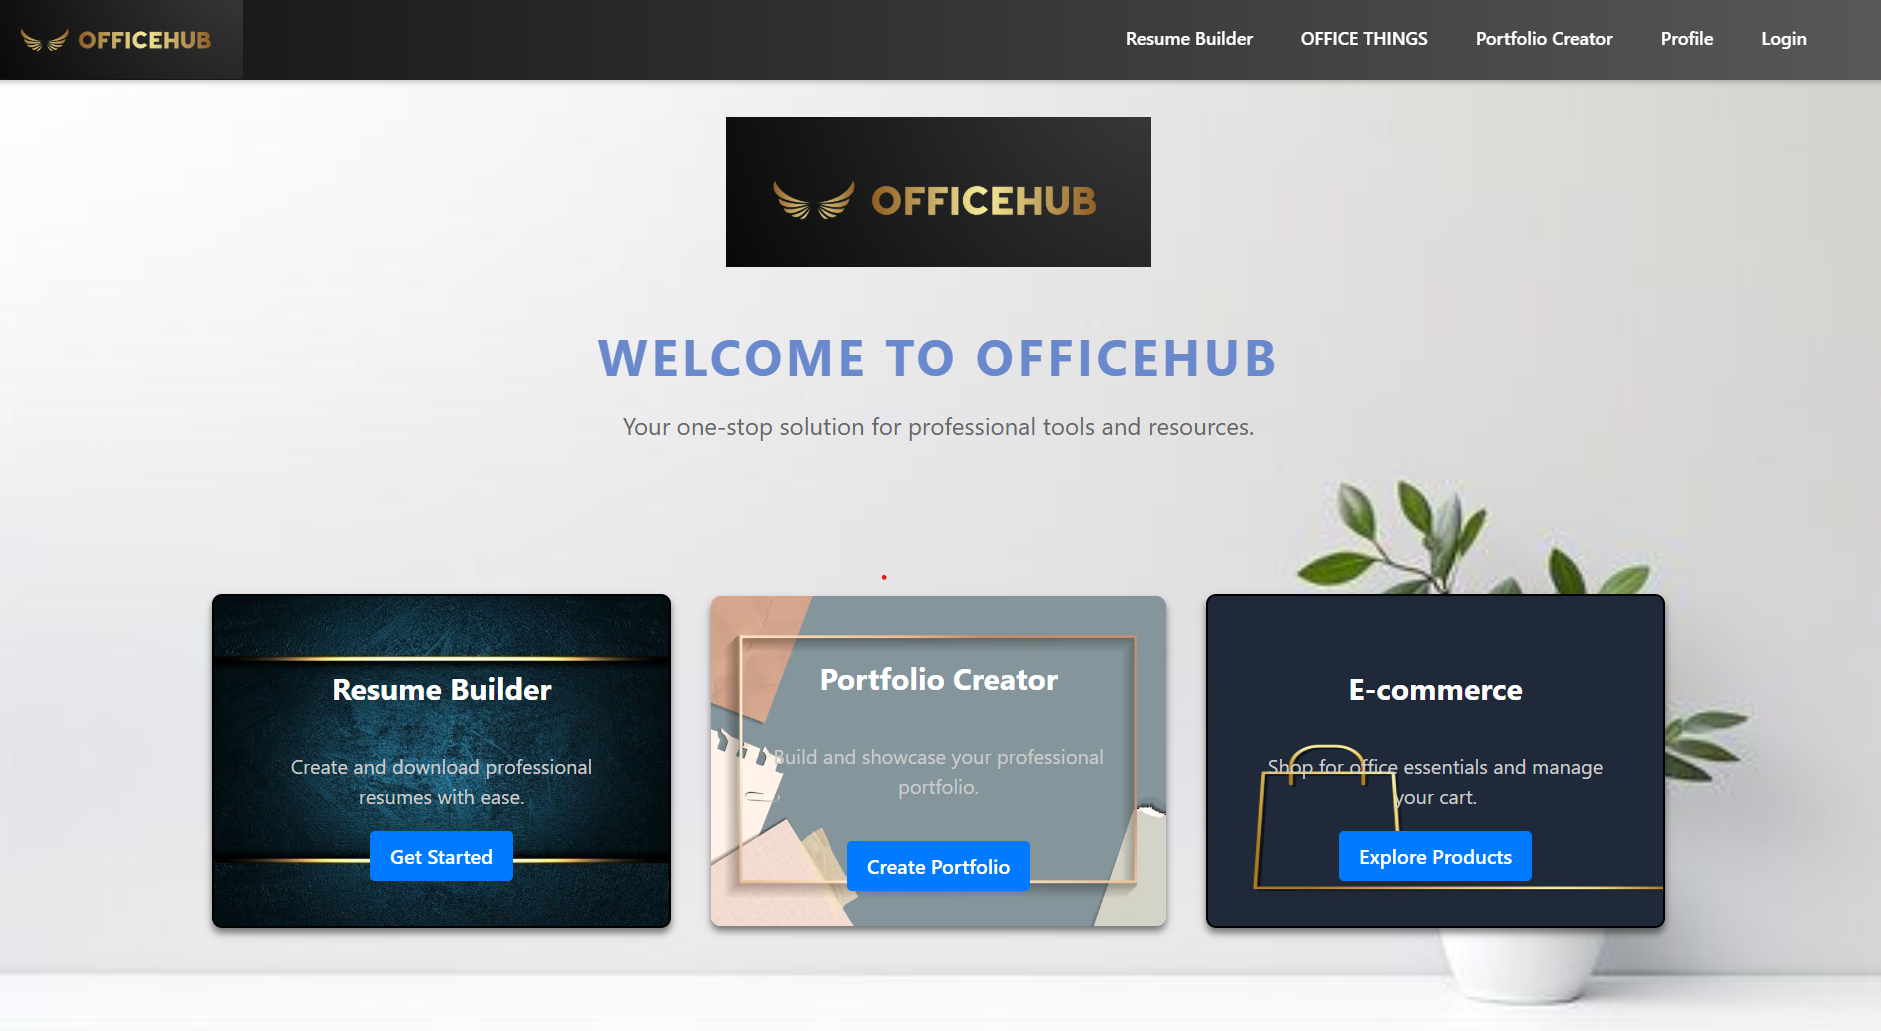 OFFICEHUB
Resume Builder OFFICE THINGS Portfolio Creator Profile Login
OFFICEHUB
WELCOME TO OFFICEHUB
Your one-stop solution for professional tools and resources.
Resume Builder
Create and download professional
resumes with ease.
Get Started
Portfolio Creator
Build and showcase your professional
portfolio.
Create Portfolio
E-commerce
Shop for office essentials and manage
your cart.
Explore Products